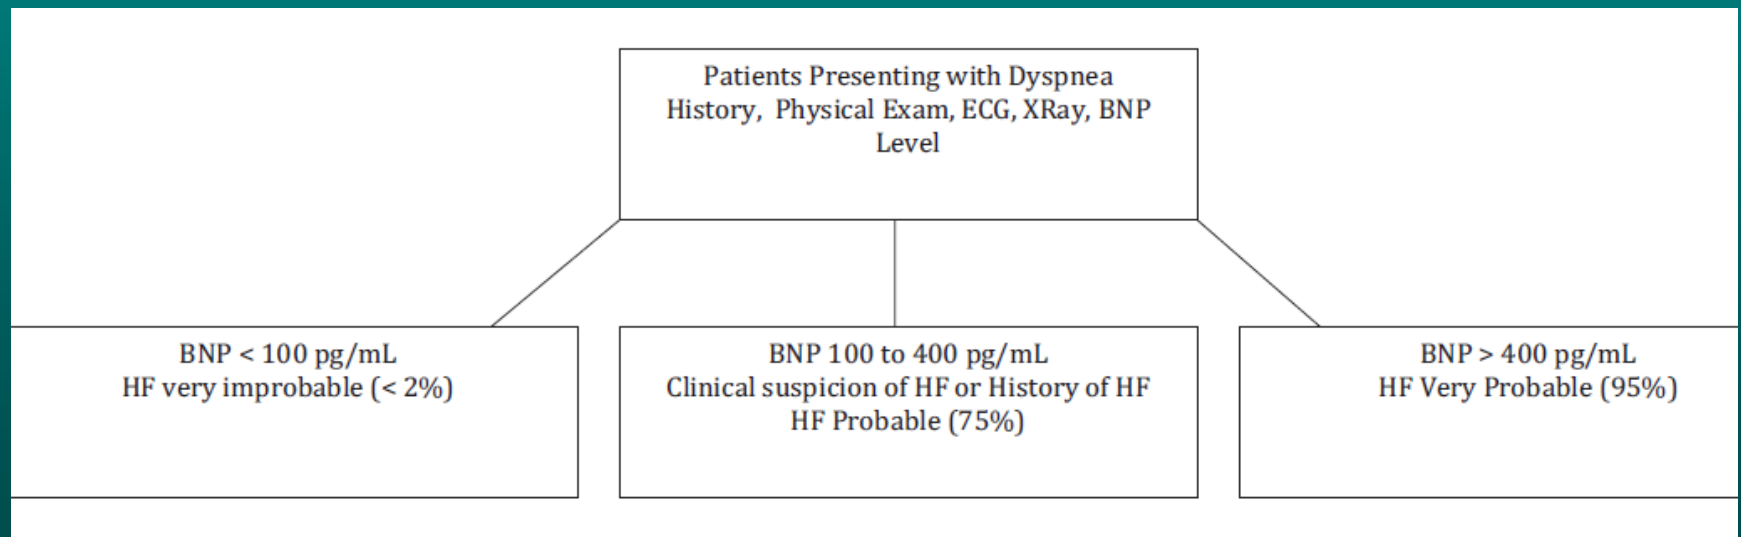 Patients Presenting with Dyspnea
History, Physical Exam, ECG, XRay, BNP
Level
BNP < 100 pg/mL
HF very improbable (< 2%)
BNP 100 to 400 pg/mL
Clinical suspicion of HF or History of HF
HF Probable (75%)
BNP > 400 pg/mL
HF Very Probable (95%)